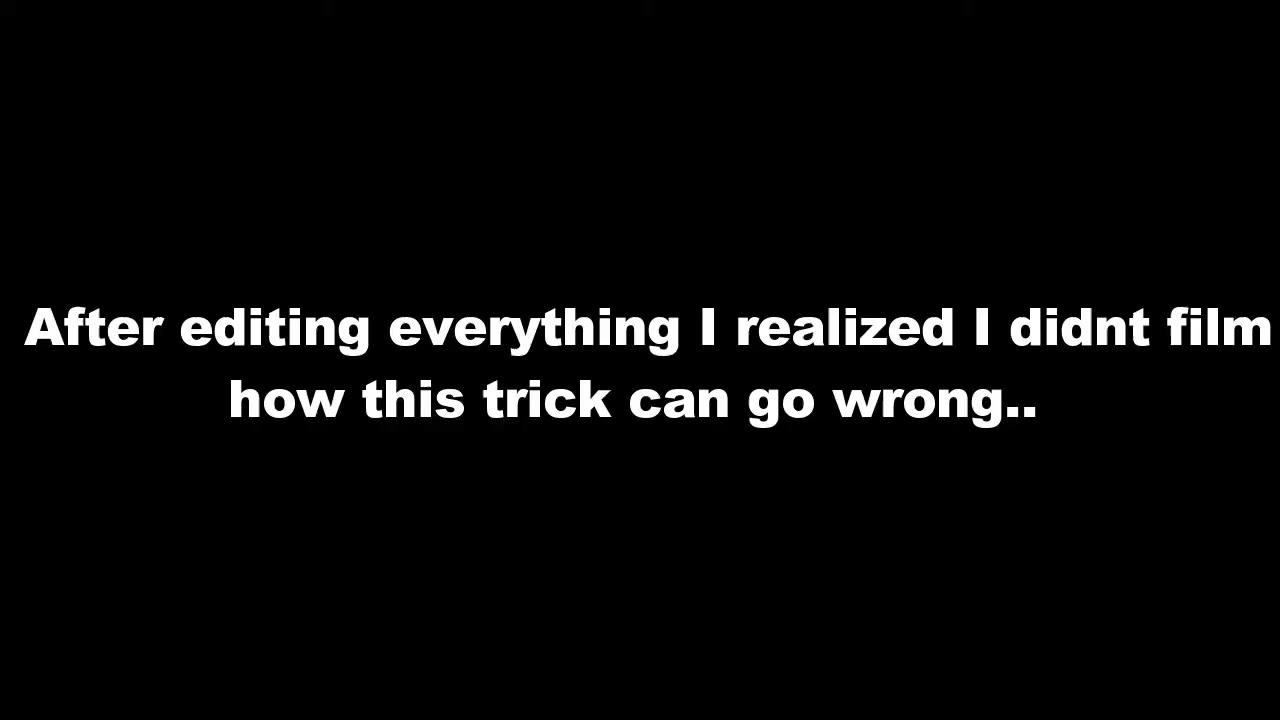 After editing everything I realized I didnt film
how this trick can go wrong..